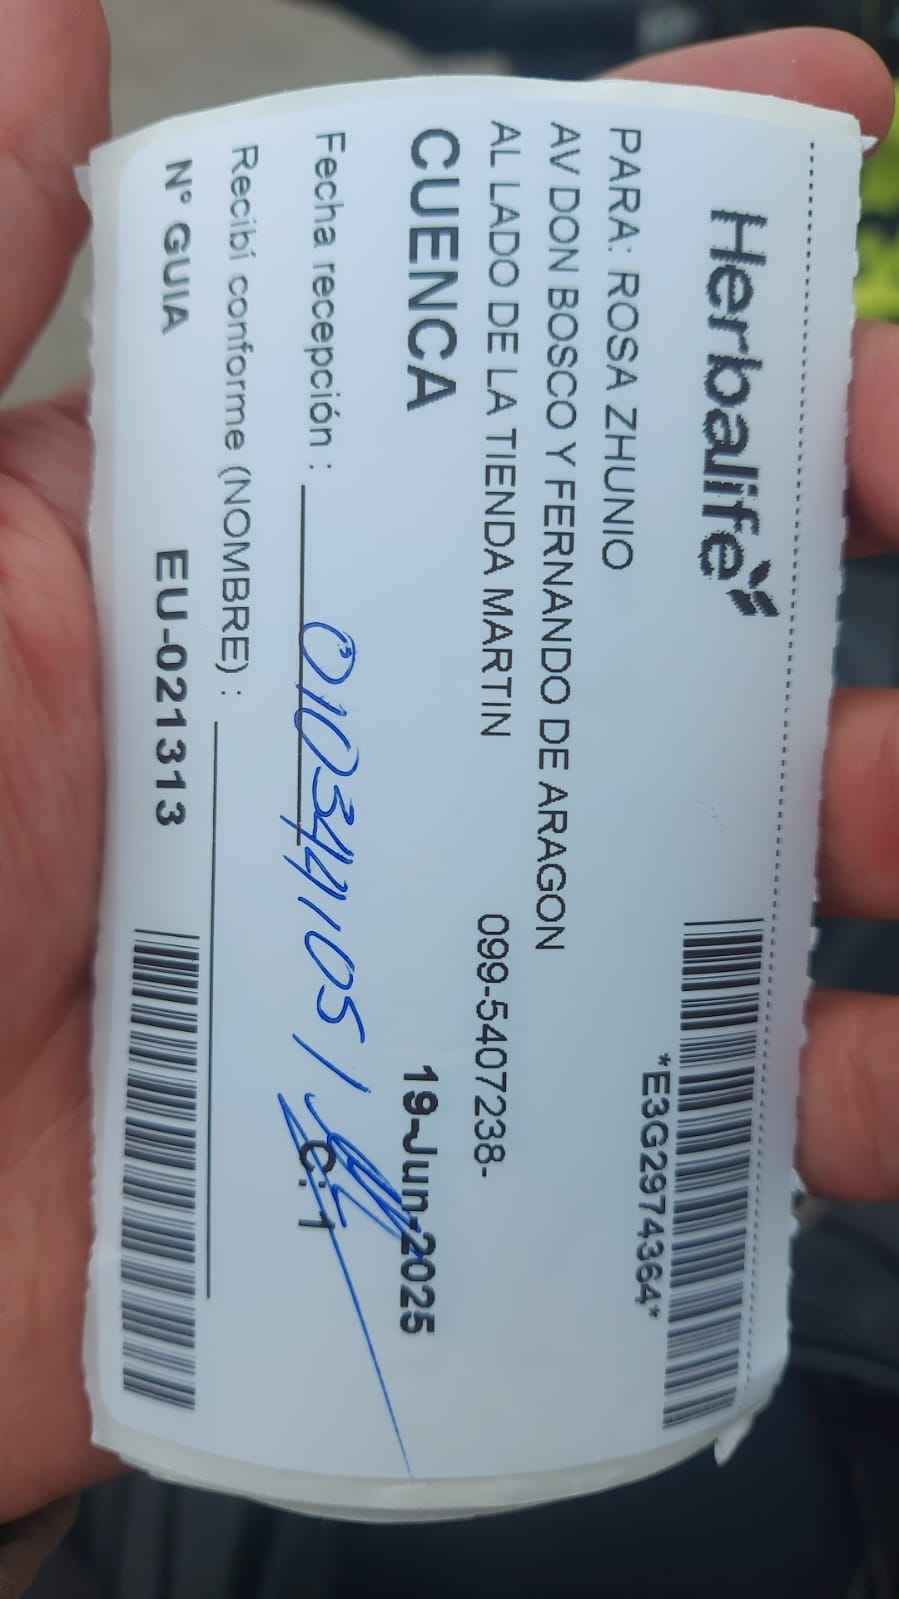 Herbalife
*E3G2974364*
PARA: ROSA ZHUNIO
AV DON BOSCO Y FERNANDO DE ARAGON
AL LADO DE LA TIENDA MARTIN 099-5407238-
CUENCA 19-Jun-2025
Fecha recepción : 0103441051
C: 1
Recibí conforme (NOMBRE) :
N° GUIA EU-021313